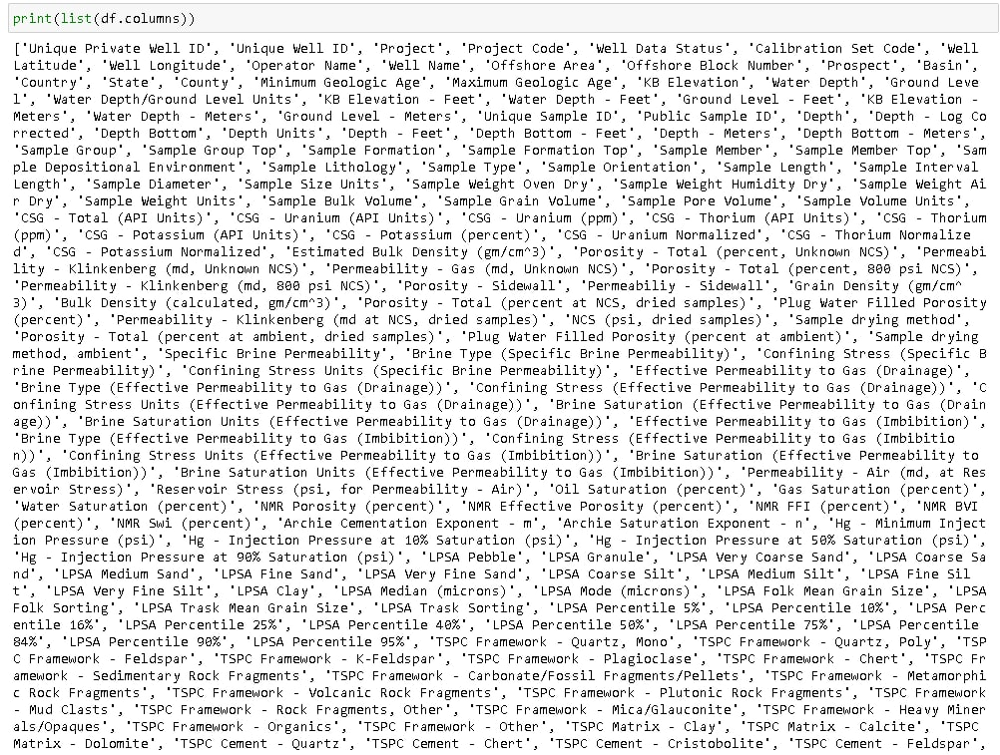 print(list(df.columns))
['Unique Private Well ID', 'Unique Well ID', 'Project', 'Project Code', 'Well Data Status', 'Calibration Set Code', 'Well
Latitude', 'Well Longitude', 'Operator Name', 'Well Name', 'Offshore Area', 'Offshore Block Number', 'Prospect', 'Basin',
'Country', 'State', 'County', 'Minimum Geologic Age', 'Maximum Geologic Age', 'KB Elevation', 'Water Depth', 'Ground Leve
l', 'Water Depth/Ground Level Units', 'KB Elevation - Feet', 'Water Depth - Feet', 'Ground Level - Feet', 'KB Elevation -
Meters', 'Water Depth - Meters', 'Ground Level - Meters', 'Unique Sample ID', 'Public Sample ID', 'Depth', 'Depth - Log Co
rrected', 'Depth Bottom', 'Depth Units', 'Depth - Feet', 'Depth Bottom - Feet', 'Depth - Meters', 'Depth Bottom - Meters',
'Sample Group', 'Sample Group Top', 'Sample Formation', 'Sample Formation Top', 'Sample Member', 'Sample Member Top', 'Sam
ple Depositional Environment', 'Sample Lithology', 'Sample Type', 'Sample Orientation', 'Sample Length', 'Sample Interval
Length', 'Sample Diameter', 'Sample Size Units', 'Sample Weight Oven Dry', 'Sample Weight Humidity Dry', 'Sample Weight Ai
r Dry', 'Sample Weight Units', 'Sample Bulk Volume', 'Sample Grain Volume', 'Sample Pore Volume', 'Sample Volume Units',
'CSG - Total (API Units)', 'CSG - Uranium (API Units)', 'CSG - Uranium (ppm)', 'CSG - Thorium (API Units)', 'CSG - Thorium
(ppm)', 'CSG - Potassium (API Units)', 'CSG - Potassium (percent)', 'CSG - Uranium Normalized', 'CSG - Thorium Normalize
d', 'CSG - Potassium Normalized', 'Estimated Bulk Density (gm/cm^3)', 'Porosity - Total (percent, Unknown NCS)', 'Permeabi
lity - Klinkenberg (md, Unknown NCS)', 'Permeability - Gas (md, Unknown NCS)', 'Porosity - Total (percent, 800 psi NCS)',
'Permeability - Klinkenberg (md, 800 psi NCS)', 'Porosity - Sidewall', 'Permeabiliy - Sidewall', 'Grain Density (gm/cm^
3)', 'Bulk Density (calculated, gm/cm^3)', 'Porosity - Total (percent at NCS, dried samples)', 'Plug Water Filled Porosity
(percent)', 'Permeability - Klinkenberg (md at NCS, dried samples)', 'NCS (psi, dried samples)', 'Sample drying method',
'Porosity - Total (percent at ambient, dried samples)', 'Plug Water Filled Porosity (percent at ambient)', 'Sample drying
method, ambient', 'Specific Brine Permeability', 'Brine Type (Specific Brine Permeability)', 'Confining Stress (Specific B
rine Permeability)', 'Confining Stress Units (Specific Brine Permeability)', 'Effective Permeability to Gas (Drainage)',
'Brine Type (Effective Permeability to Gas (Drainage))', 'Confining Stress (Effective Permeability to Gas (Drainage))', 'C
onfining Stress Units (Effective Permeability to Gas (Drainage))', 'Brine Saturation (Effective Permeability to Gas (Drain
age))', 'Brine Saturation Units (Effective Permeability to Gas (Drainage))', 'Effective Permeability to Gas (Imbibition)',
'Brine Type (Effective Permeability to Gas (Imbibition))', 'Confining Stress (Effective Permeability to Gas (Imbibitio
n))', 'Confining Stress Units (Effective Permeability to Gas (Imbibition))', 'Brine Saturation (Effective Permeability to
Gas (Imbibition))', 'Brine Saturation Units (Effective Permeability to Gas (Imbibition))', 'Permeability - Air (md, at Res
ervoir Stress)', 'Reservoir Stress (psi, for Permeability - Air)', 'Oil Saturation (percent)', 'Gas Saturation (percent)',
'Water Saturation (percent)', 'NMR Porosity (percent)', 'NMR Effective Porosity (percent)', 'NMR FFI (percent)', 'NMR BVI
(percent)', 'NMR Swi (percent)', 'Archie Cementation Exponent - m', 'Archie Saturation Exponent - n', 'Hg - Minimum Inject
ion Pressure (psi)', 'Hg - Injection Pressure at 10% Saturation (psi)', 'Hg - Injection Pressure at 50% Saturation (psi)',
'Hg - Injection Pressure at 90% Saturation (psi)', 'LPSA Pebble', 'LPSA Granule', 'LPSA Very Coarse Sand', 'LPSA Coarse Sa
nd', 'LPSA Medium Sand', 'LPSA Fine Sand', 'LPSA Very Fine Sand', 'LPSA Coarse Silt', 'LPSA Medium Silt', 'LPSA Fine Sil
t', 'LPSA Very Fine Silt', 'LPSA Clay', 'LPSA Median (microns)', 'LPSA Mode (microns)', 'LPSA Folk Mean Grain Size', 'LPSA
Folk Sorting', 'LPSA Trask Mean Grain Size', 'LPSA Trask Sorting', 'LPSA Percentile 5%', 'LPSA Percentile 10%', 'LPSA Perc
entile 16%', 'LPSA Percentile 25%', 'LPSA Percentile 40%', 'LPSA Percentile 50%', 'LPSA Percentile 75%', 'LPSA Percentile
84%', 'LPSA Percentile 90%', 'LPSA Percentile 95%', 'TSPC Framework - Quartz, Mono', 'TSPC Framework - Quartz, Poly', 'TSP
C Framework - Feldspar', 'TSPC Framework - K-Feldspar', 'TSPC Framework - Plagioclase', 'TSPC Framework - Chert', 'TSPC Fr
amework - Sedimentary Rock Fragments', 'TSPC Framework - Carbonate/Fossil Fragments/Pellets', 'TSPC Framework - Metamorphi
c Rock Fragments', 'TSPC Framework - Volcanic Rock Fragments', 'TSPC Framework - Plutonic Rock Fragments', 'TSPC Framework
- Mud Clasts', 'TSPC Framework - Rock Fragments, Other', 'TSPC Framework - Mica/Glauconite', 'TSPC Framework - Heavy Miner
als/Opaques', 'TSPC Framework - Organics', 'TSPC Framework - Other', 'TSPC Matrix - Clay', 'TSPC Matrix - Calcite', 'TSPC
Matrix - Dolomite', 'TSPC Cement - Quartz', 'TSPC Cement - Chert', 'TSPC Cement - Cristobolite', 'TSPC Cement - Feldspar',